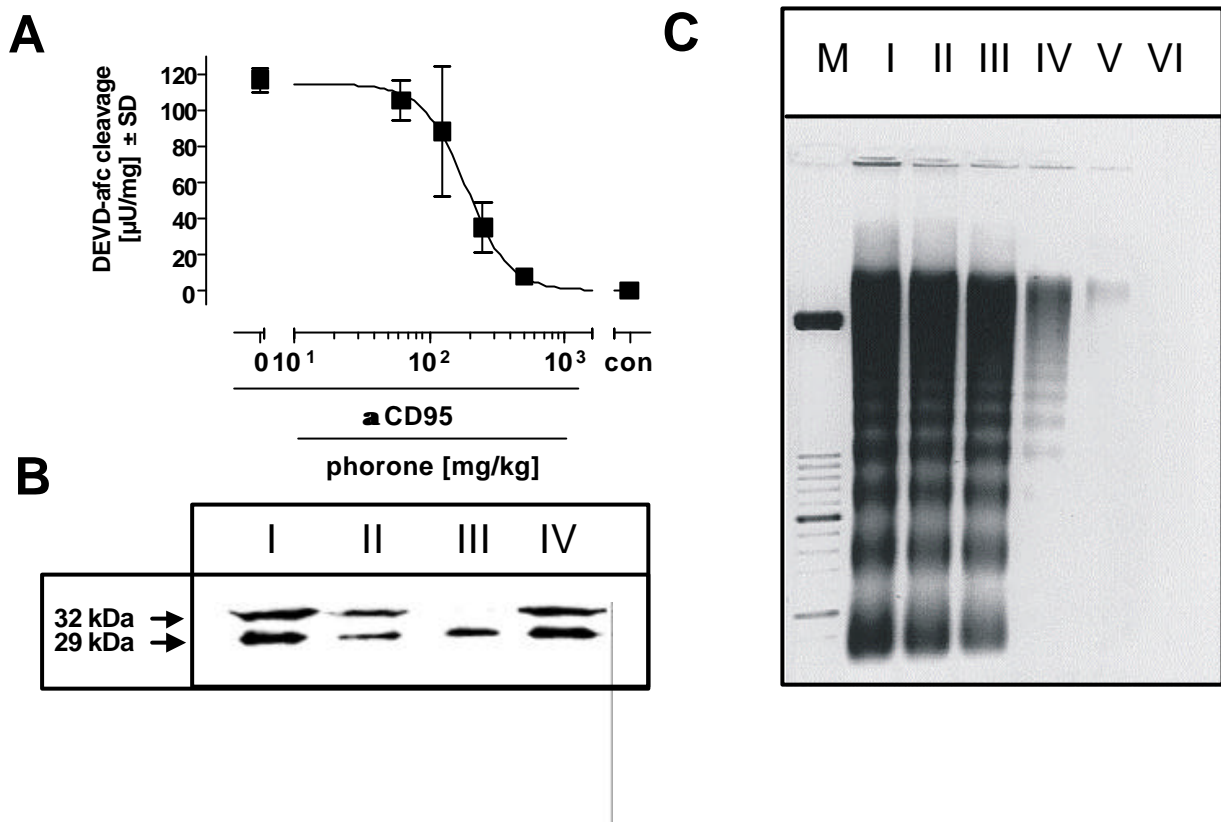 A
DEVD-afc cleavage
[µU/mg] ± SD
120
100
80
60
40
20
0
0 10¹ 10² 10³ con
aCD95
phorone [mg/kg]
B
I II III IV
32 kDa
29 kDa
C
M I II III IV V VI